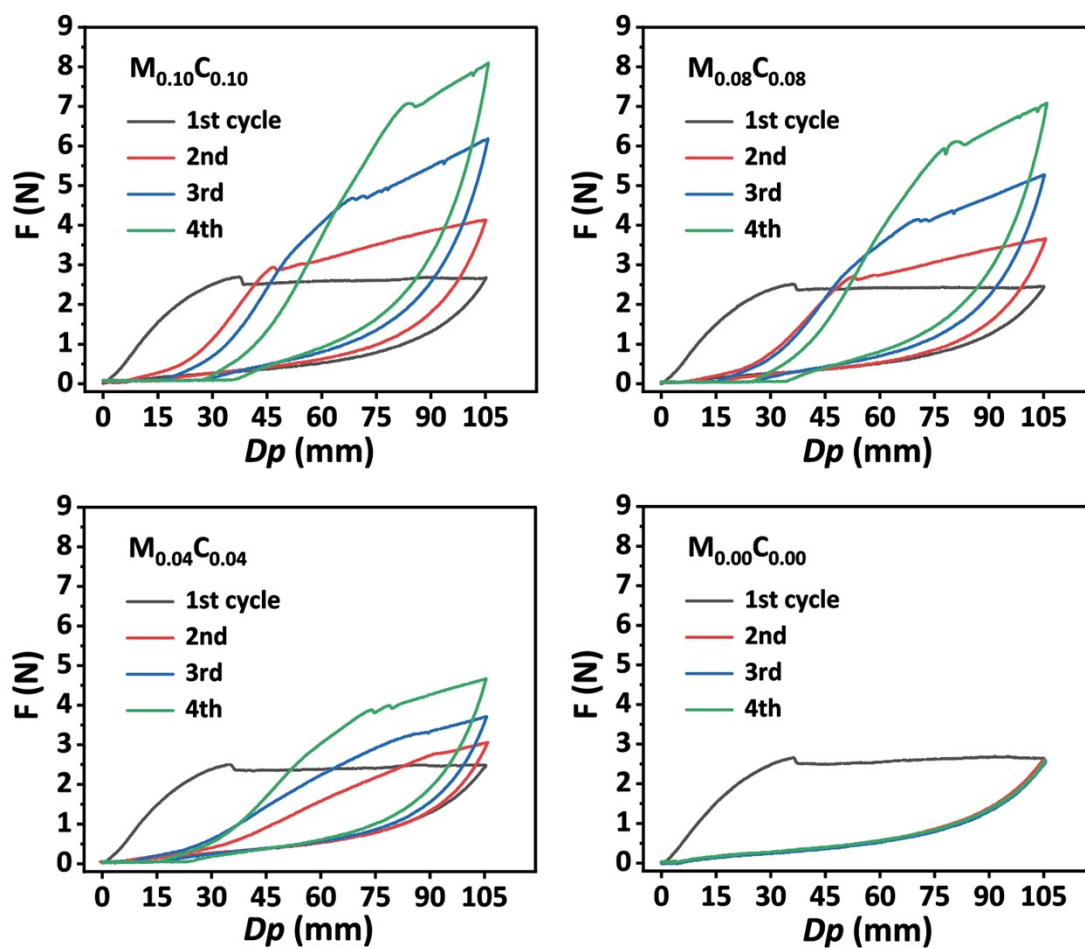 9
8
7
6
5
4
3
2
1
0
F (N)
M0.10C0.10
1st cycle
2nd
3rd
4th
0 15 30 45 60 75 90 105
Dp (mm)
9
8
7
6
5
4
3
2
1
0
F (N)
M0.08C0.08
1st cycle
2nd
3rd
4th
0 15 30 45 60 75 90 105
Dp (mm)
9
8
7
6
5
4
3
2
1
0
F (N)
M0.04C0.04
1st cycle
2nd
3rd
4th
0 15 30 45 60 75 90 105
Dp (mm)
9
8
7
6
5
4
3
2
1
0
F (N)
M0.00C0.00
1st cycle
2nd
3rd
4th
0 15 30 45 60 75 90 105
Dp (mm)